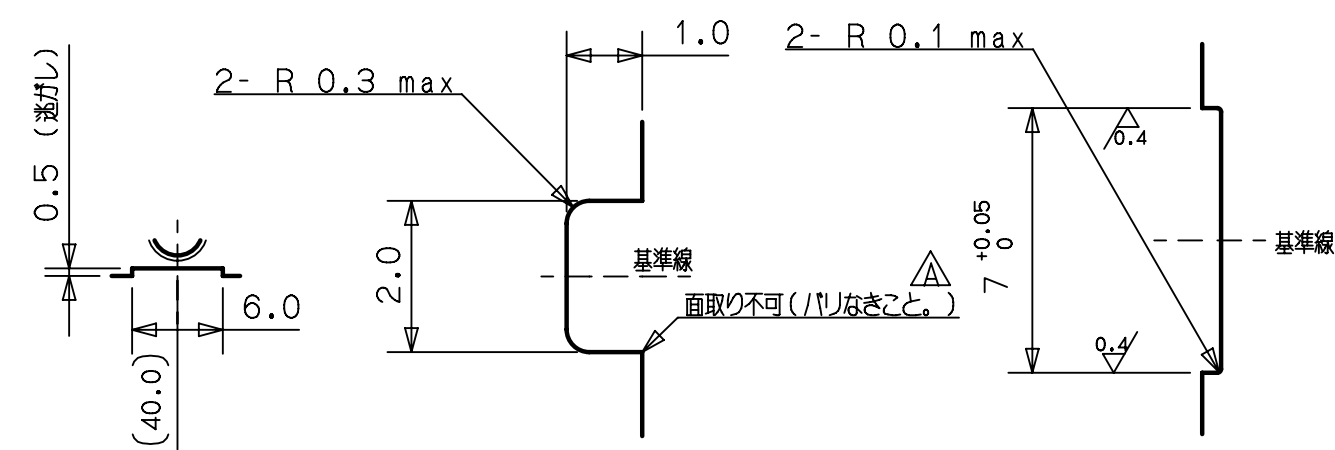 0.5 (逃がし)
6.0
(40.0)
2- R 0.3 max
1.0
2.0
基準線
A
面取り不可(バリなきこと。)
2- R 0.1 max
0.4
7 +0.05 0
0.4
基準線